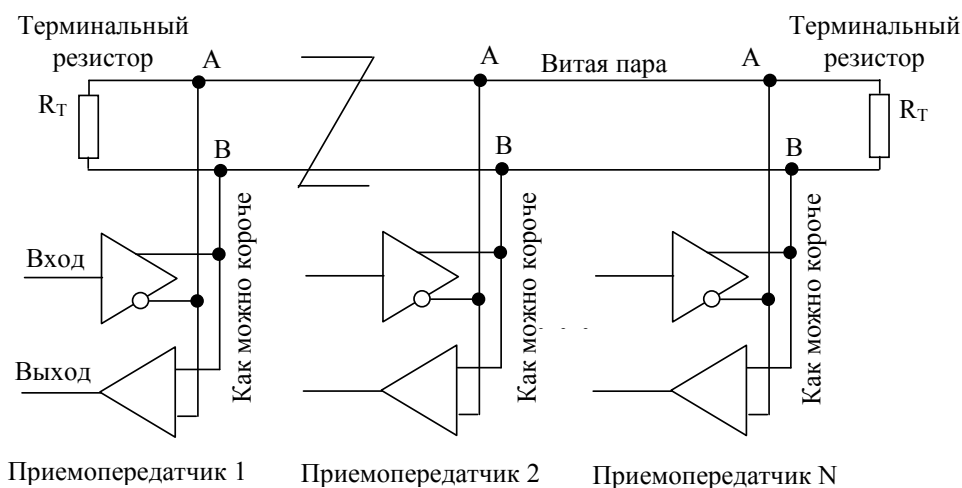 Терминальный
резистор
Терминальный
резистор
A
A
Витая пара
A
R_T
R_T
B
B
B
Как можно короче
Как можно короче
Как можно короче
Вход
Выход
Приемопередатчик 1
Приемопередатчик 2
Приемопередатчик N